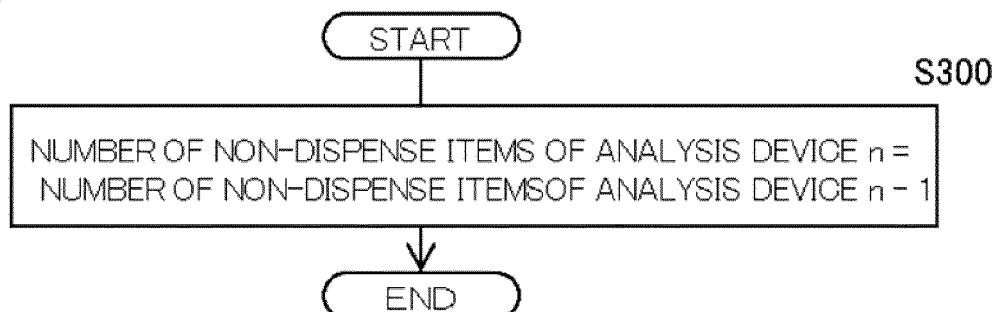 START
S300
NUMBER OF NON-DISPENSE ITEMS OF ANALYSIS DEVICE n =
NUMBER OF NON-DISPENSE ITEMSOF ANALYSIS DEVICE n - 1
END